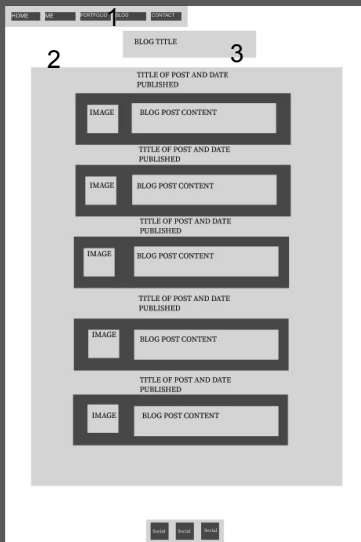 HOME ME PORTFOLIO BLOG CONTACT
1
BLOG TITLE
2 3
TITLE OF POST AND DATE
PUBLISHED
IMAGE BLOG POST CONTENT
TITLE OF POST AND DATE
PUBLISHED
IMAGE BLOG POST CONTENT
TITLE OF POST AND DATE
PUBLISHED
IMAGE BLOG POST CONTENT
TITLE OF POST AND DATE
PUBLISHED
IMAGE BLOG POST CONTENT
TITLE OF POST AND DATE
PUBLISHED
IMAGE BLOG POST CONTENT
Social Social Social